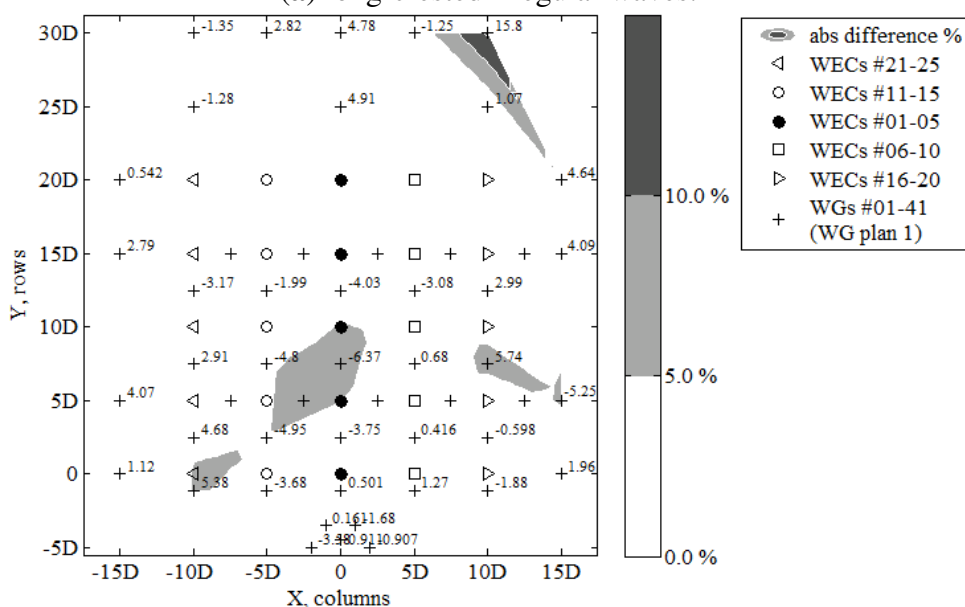 30D
-1.35
2.82
4.78
-1.25
15.8
25D
-1.28
4.91
1.07
20D
0.542
4.64
15D
2.79
4.09
-3.17
-1.99
-4.03
-3.08
2.99
10D
2.91
-4.8
-6.37
0.68
5.74
5D
4.07
-5.25
4.68
-4.95
-3.75
0.416
-0.598
0
1.12
1.96
-3.68
0.501
1.27
-1.88
-5D
-15D -10D -5D 0 5D 10D 15D
X, columns
Y, rows
10.0 %
5.0 %
0.0 %
abs difference %
WECs #21-25
WECs #11-15
WECs #01-05
WECs #06-10
WECs #16-20
WGs #01-41
(WG plan 1)